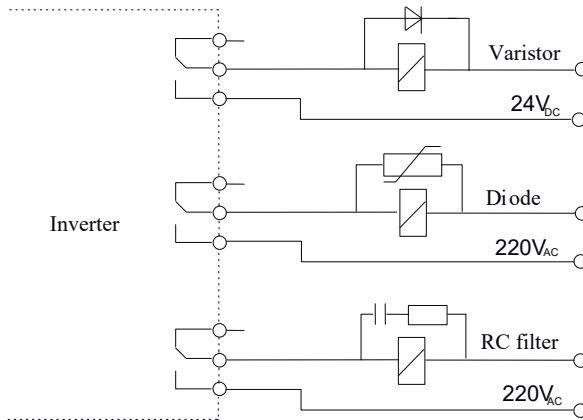 Varistor
24VDC
Diode
Inverter
220VAC
RC filter
220VAC